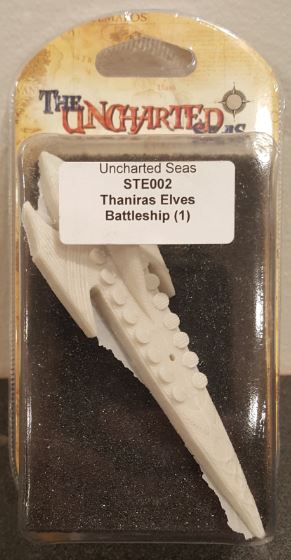 THE UNCHARTED
SEAS
Uncharted Seas
STE002
Thaniras Elves
Battleship (1)